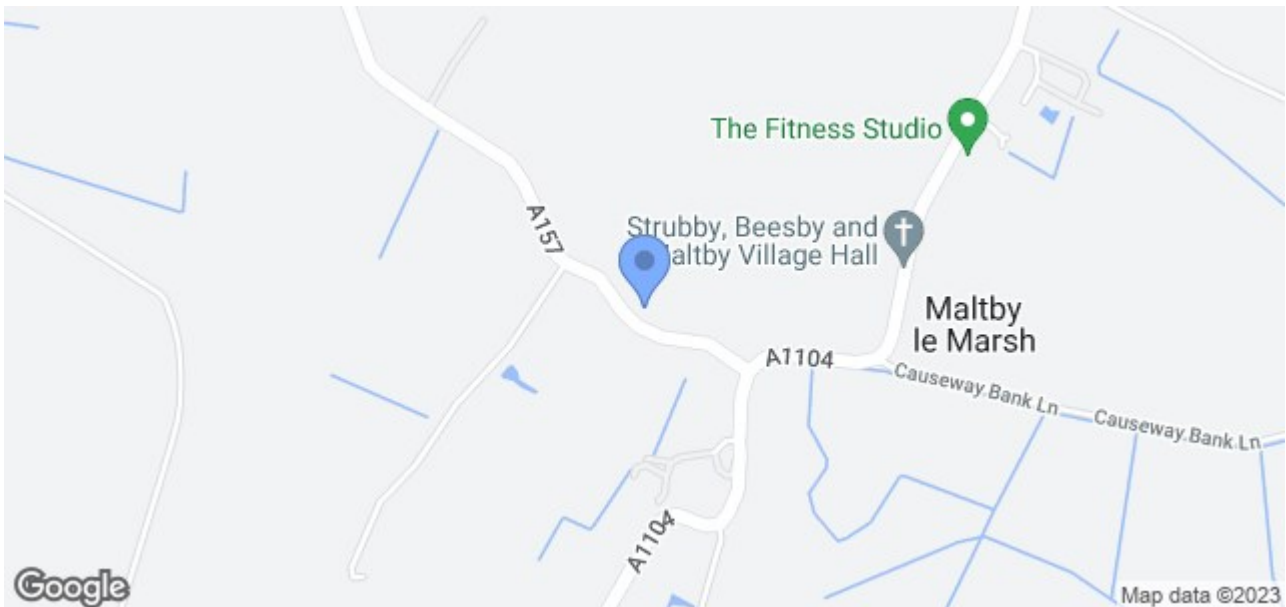 The Fitness Studio
A157
Strubby, Beesby and
Maltby Village Hall
Maltby
le Marsh
A1104
Causeway Bank Ln
Causeway Bank Ln
A1104
Google
Map data ©2023